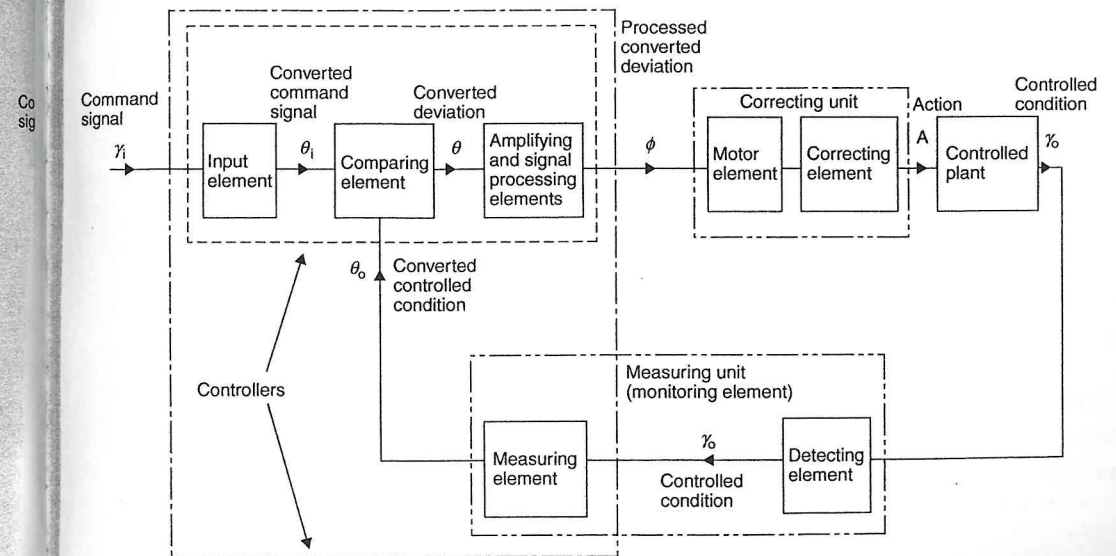 Co
sig
Command
signal
γi
Input
element
Converted
command
signal
θi
Comparing
element
Converted
deviation
θ
Amplifying
and signal
processing
elements
Processed
converted
deviation
ϕ
Correcting unit
Motor
element
Correcting
element
Action
A
Controlled
plant
Controlled
condition
γo
θo
Converted
controlled
condition
Controllers
Measuring unit
(monitoring element)
Measuring
element
γo
Controlled
condition
Detecting
element